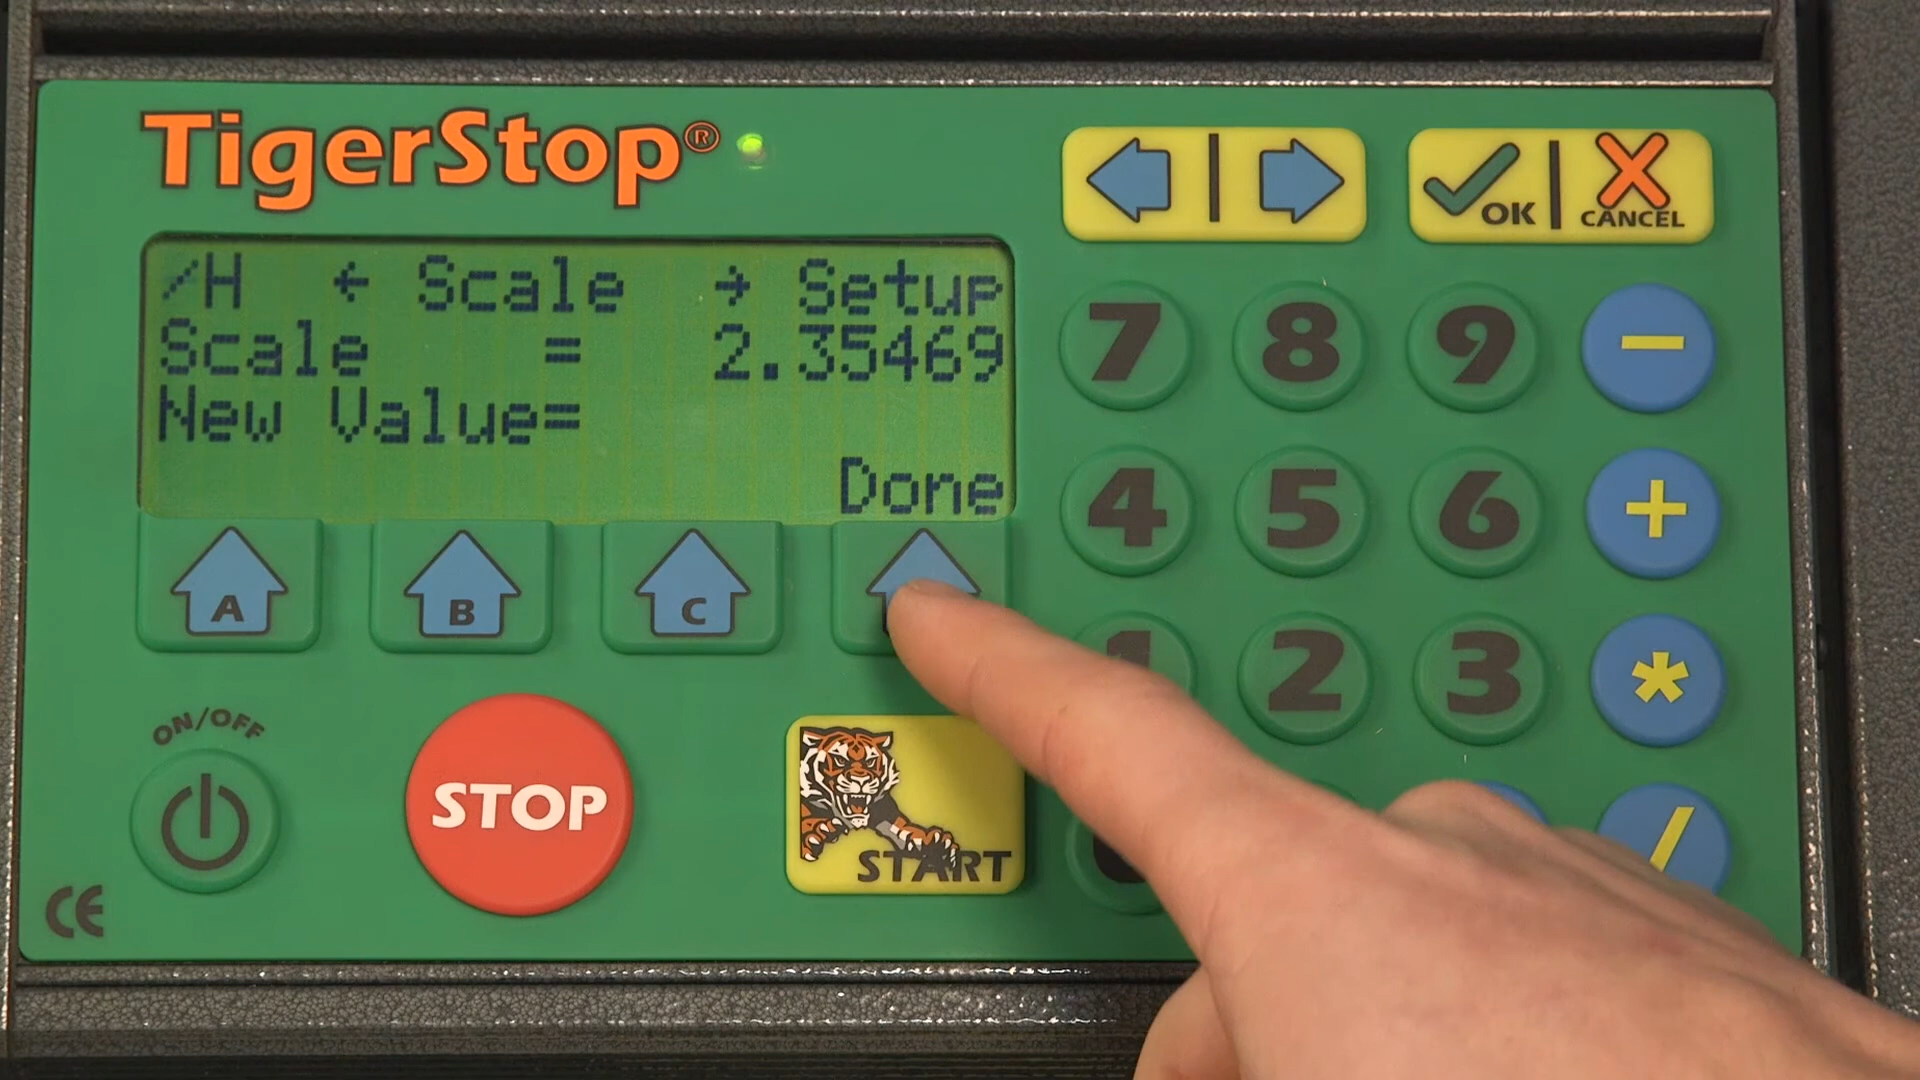 TigerStop®
OK
CANCEL
/H ← Scale → Setup
Scale = 2.35469
New Value=
Done
7 8 9 -
4 5 6 +
A B C
1 2 3 *
ON/OFF
STOP
START
/
CE